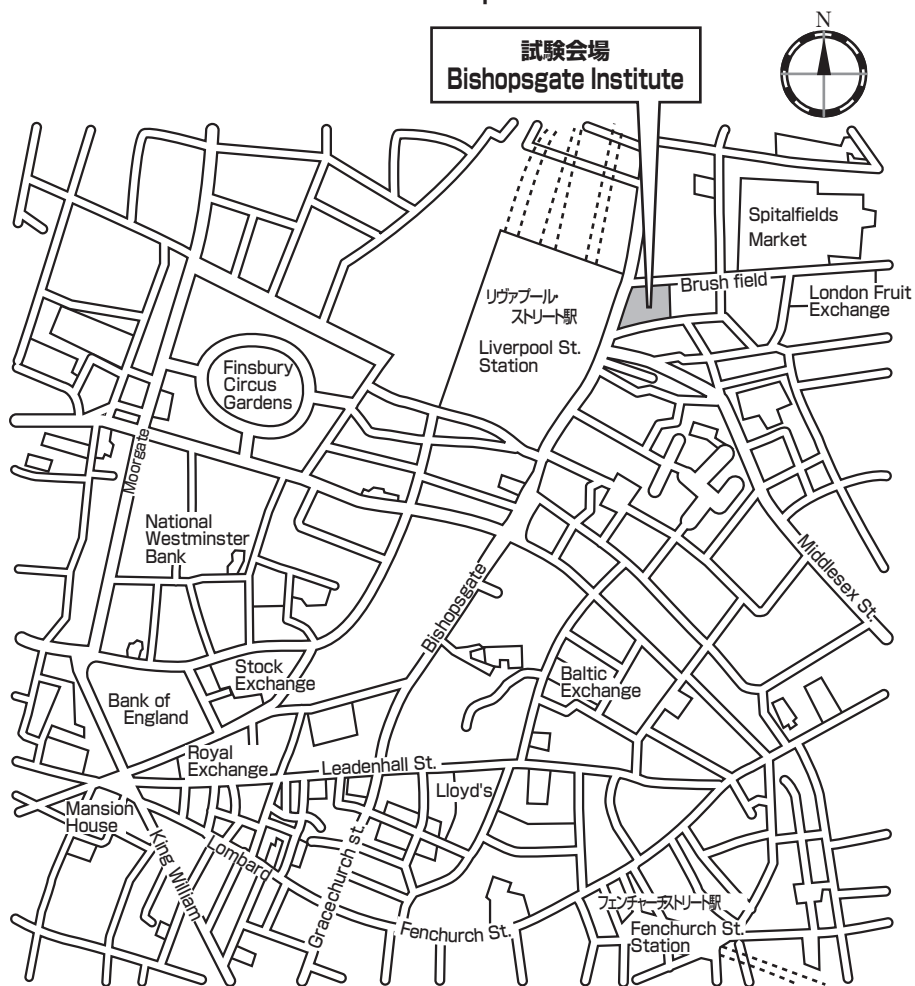 試験会場
Bishopsgate Institute
N
Spitalfields
Market
Brush field
London Fruit
Exchange
リヴァプール・
ストリート駅
Liverpool St.
Station
Finsbury
Circus
Gardens
Moorgate
National
Westminster
Bank
Bishopsgate
Middlesex St.
Stock
Exchange
Baltic
Exchange
Bank of
England
Royal
Exchange
Leadenhall St.
Lloyd's
Mansion
House
King William
Lombard
Gracechurch st.
Fenchurch St.
フェンチャーチストリート駅
Fenchurch St.
Station